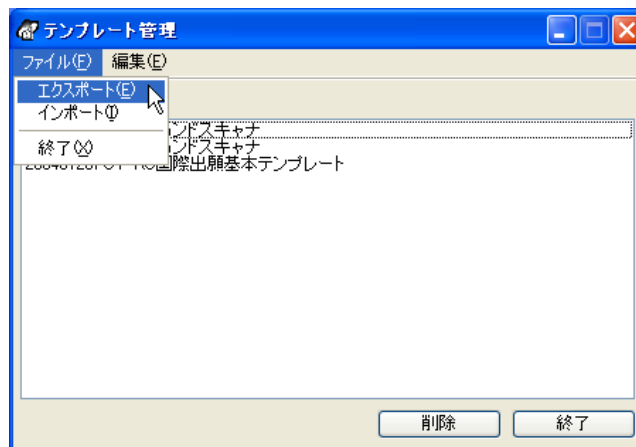 テンプレート管理
ファイル(F) 編集(E)
エクスポート(E)
インポート(I)
終了(X)
ンドスキャナ
ンドスキャナ
国際出願基本テンプレート
削除 終了